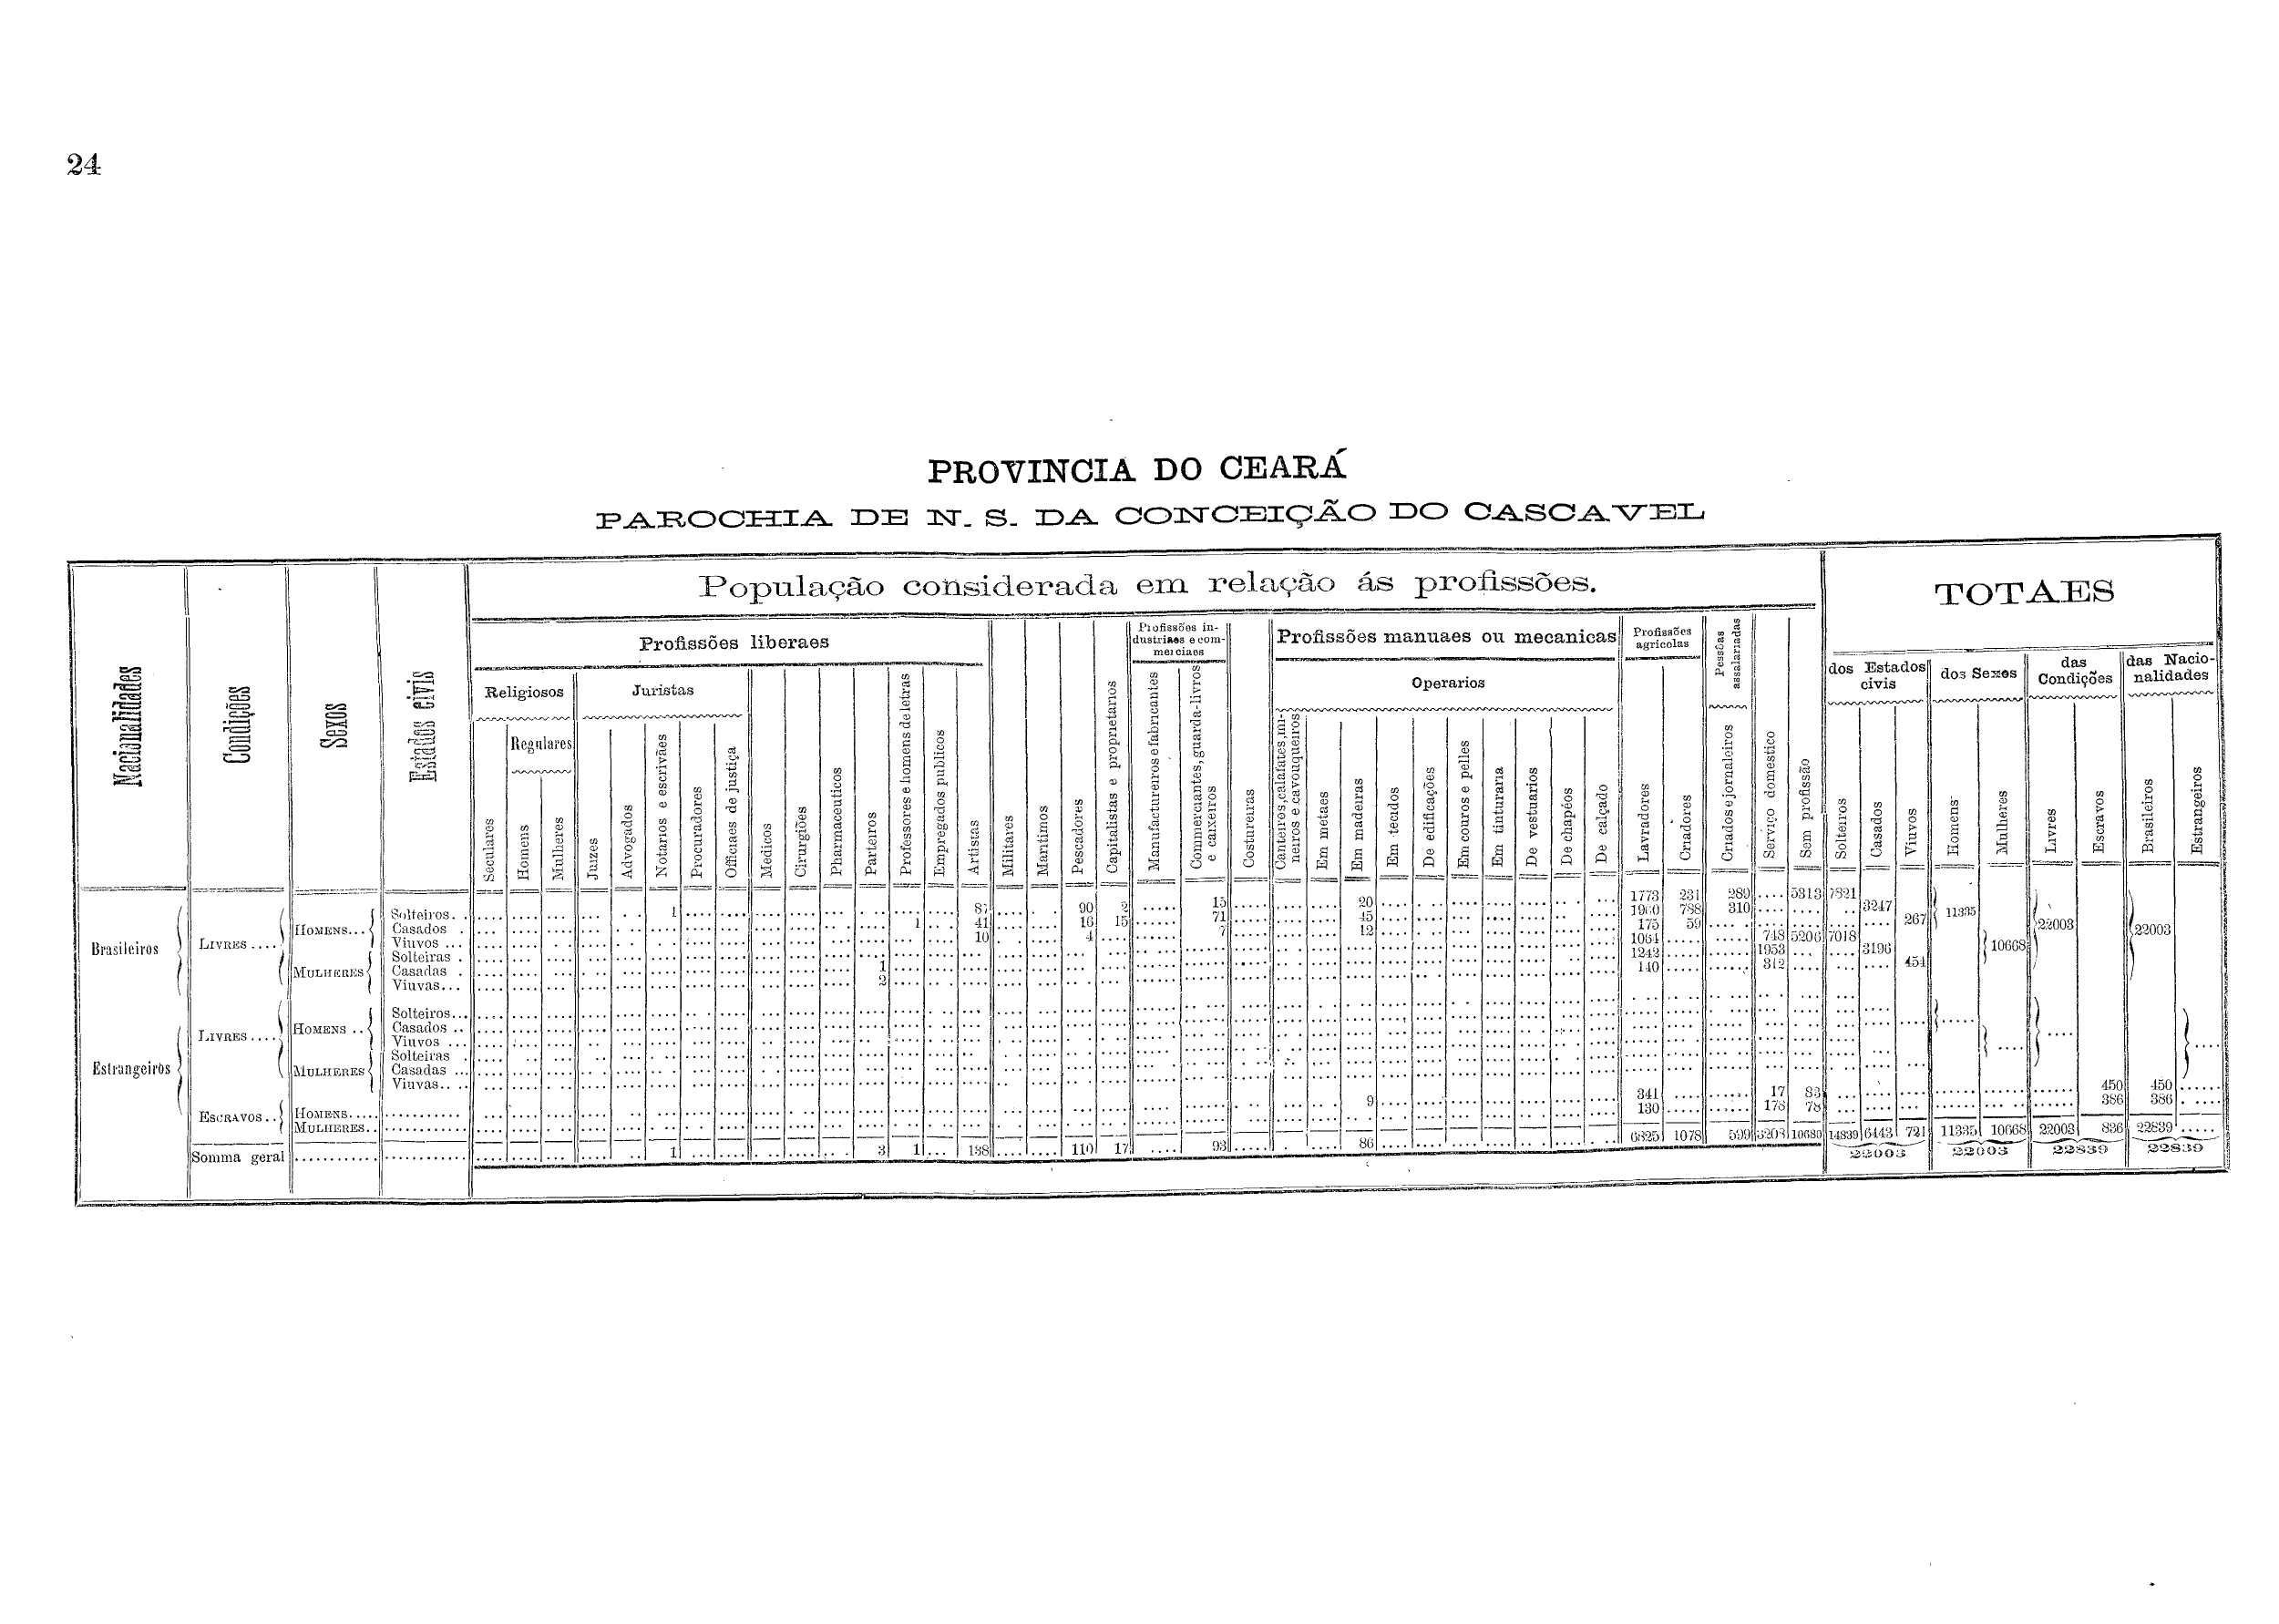 24
PROVINCIA DO CEARÁ
PAROCHIA DE N. S. DA CONCEIÇÃO DO CASCAVEL
População considerada em relação ás profissões.
TOTAES
Nacionalidades
Condições
Sexos
Estados civis
Profissões liberaes
Religiosos
Regulares
Juristas
Seculares
Homens
Mulheres
Juizes
Advogados
Notarios e escrivães
Procuradores
Officiaes de justiça
Medicos
Cirurgiões
Pharmaceuticos
Parteiros
Professores e homens de letras
Empregados publicos
Artistas
Militares
Maritimos
Pescadores
Capitalistas e proprietarios
Profissões industriaes e commerciaes
Manufactureiros e fabricantes
Commerciantes, guarda-livros e caixeiros
Costureiras
Profissões manuaes ou mecanicas
Operarios
Canteiros, calafates, mineiros e cavouqueiros
Em metaes
Em madeiras
Em tecidos
De edificações
Em couros e pelles
Em tinturaria
De vestuarios
De chapéos
De calçado
Profissões agricolas
Lavradores
Criadores
Pessôas assalariadas
Criados e jornaleiros
Serviço domestico
Sem profissão
dos Estados civis
Solteiros
Casados
Viuvos
dos Sexos
Homens
Mulheres
das Condições
Livres
Escravos
das Nacionalidades
Brasileiros
Estrangeiros
Brasileiros
LIVRES....
HOMENS...
Solteiros.. 1 90 2 15 20 1773 231 289 5313 7821
Casados . 1 41 16 15 71 45 788 310 3247
Viuvos ... 10 4 7 12 175 59 267 11335
MULHERES
Solteiras . 1064 748 5206 7018
Casadas . 1 1242 1953 3196 10668
Viuvas... 2 140 312 454
22003 22003
Estrangeiros
LIVRES....
HOMENS ..
Solteiros...
Casados ..
Viuvos ...
MULHERES
Solteiras .
Casadas ...
Viuvas...
ESCRAVOS..
HOMENS..... 9 341 17 450 450
MULHERES.. 130 178 78 386 386
Somma geral 1 3 1 138 110 17 93 86 6825 1078 599 3208 10680 14839 6443 721 11335 10668 22003 836 22839
22003 22003 22839 22839